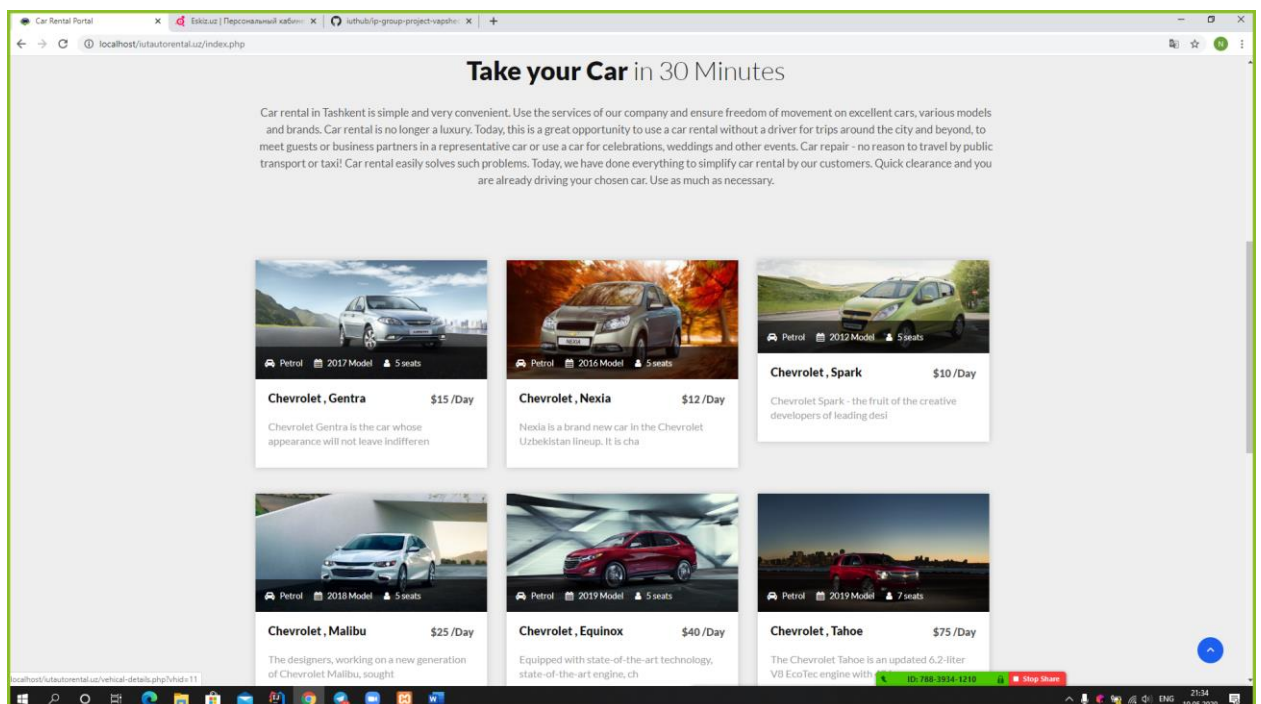 Car Rental Portal
Eskiz.uz | Персональный кабин
iuthub/ip-group-project-vapshe
localhost/iutautorental.uz/index.php
N
Take your Car in 30 Minutes
Car rental in Tashkent is simple and very convenient. Use the services of our company and ensure freedom of movement on excellent cars, various models
and brands. Car rental is no longer a luxury. Today, this is a great opportunity to use a car rental without a driver for trips around the city and beyond, to
meet guests or business partners in a representative car or use a car for celebrations, weddings and other events. Car repair - no reason to travel by public
transport or taxi! Car rental easily solves such problems. Today, we have done everything to simplify car rental by our customers. Quick clearance and you
are already driving your chosen car. Use as much as necessary.
Petrol 2017 Model 5 seats
Chevrolet , Gentra $15 /Day
Chevrolet Gentra is the car whose
appearance will not leave indifferen
NEXIA
Petrol 2016 Model 5 seats
Chevrolet , Nexia $12 /Day
Nexia is a brand new car in the Chevrolet
Uzbekistan lineup. It is cha
Petrol 2012 Model 5 seats
Chevrolet , Spark $10 /Day
Chevrolet Spark - the fruit of the creative
developers of leading desi
Petrol 2018 Model 5 seats
Chevrolet , Malibu $25 /Day
The designers, working on a new generation
of Chevrolet Malibu, sought
Petrol 2019 Model 5 seats
Chevrolet , Equinox $40 /Day
Equipped with state-of-the-art technology,
state-of-the-art engine, ch
Petrol 2019 Model 7 seats
Chevrolet , Tahoe $75 /Day
The Chevrolet Tahoe is an updated 6.2-liter
V8 EcoTec engine with
localhost/iutautorental.uz/vehical-details.php?vhid=11
ID: 788-3934-1210 Stop Share
ENG 21:34